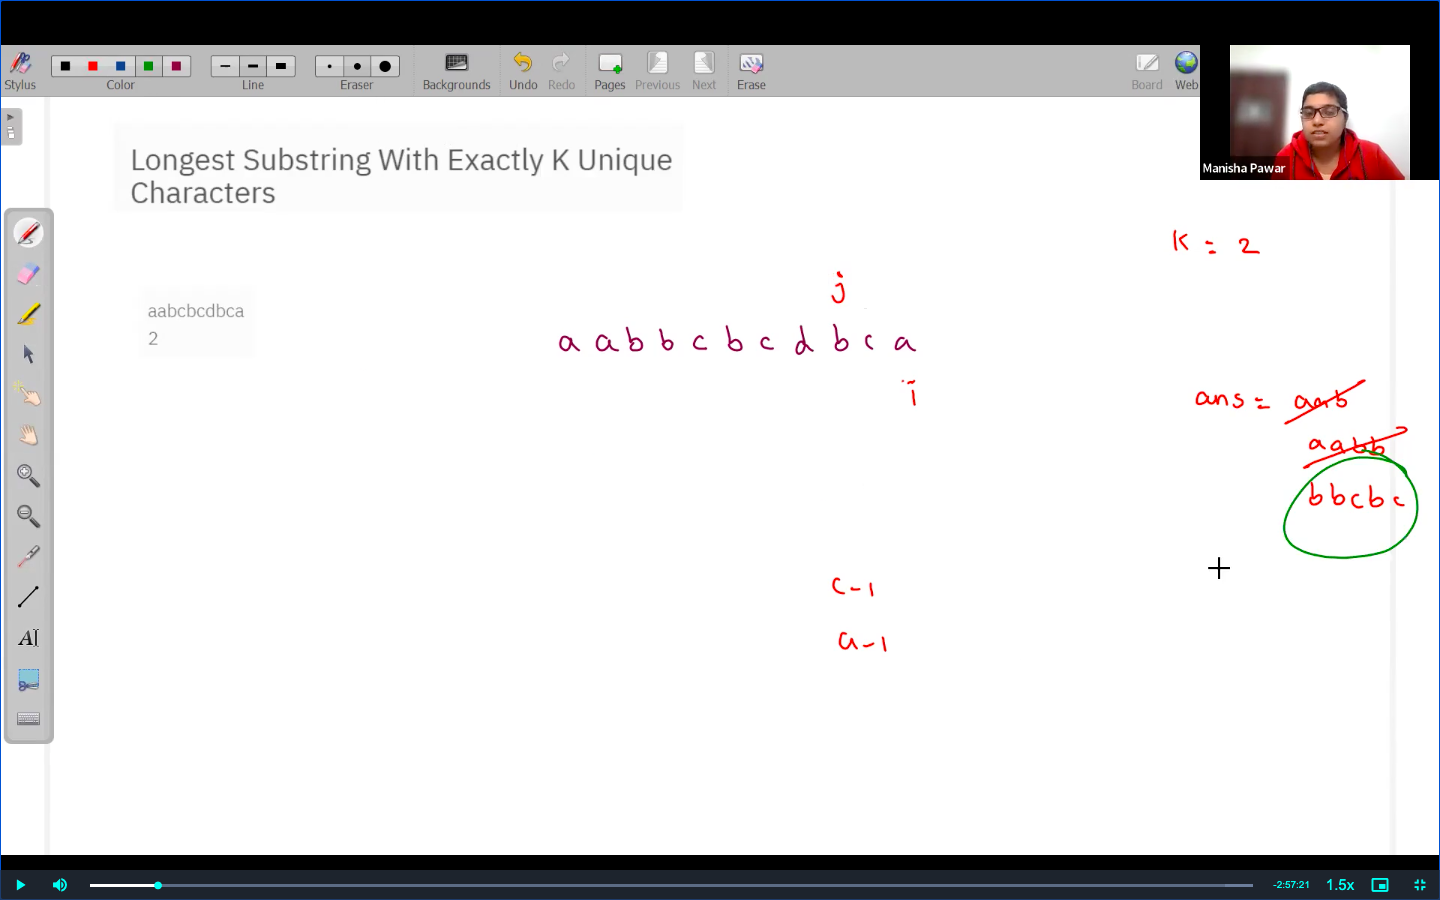 Stylus
Color
Line
Eraser
Backgrounds
Undo
Redo
Pages
Previous
Next
Erase
Board
Web
Manisha Pawar
Longest Substring With Exactly K Unique
Characters
K = 2
j
aabcbcdbca
2
a a b b c b c d b c a
i
ans = aab
aabb
bbcbc
c-1
a-1
AI
-2:57:21
1.5x